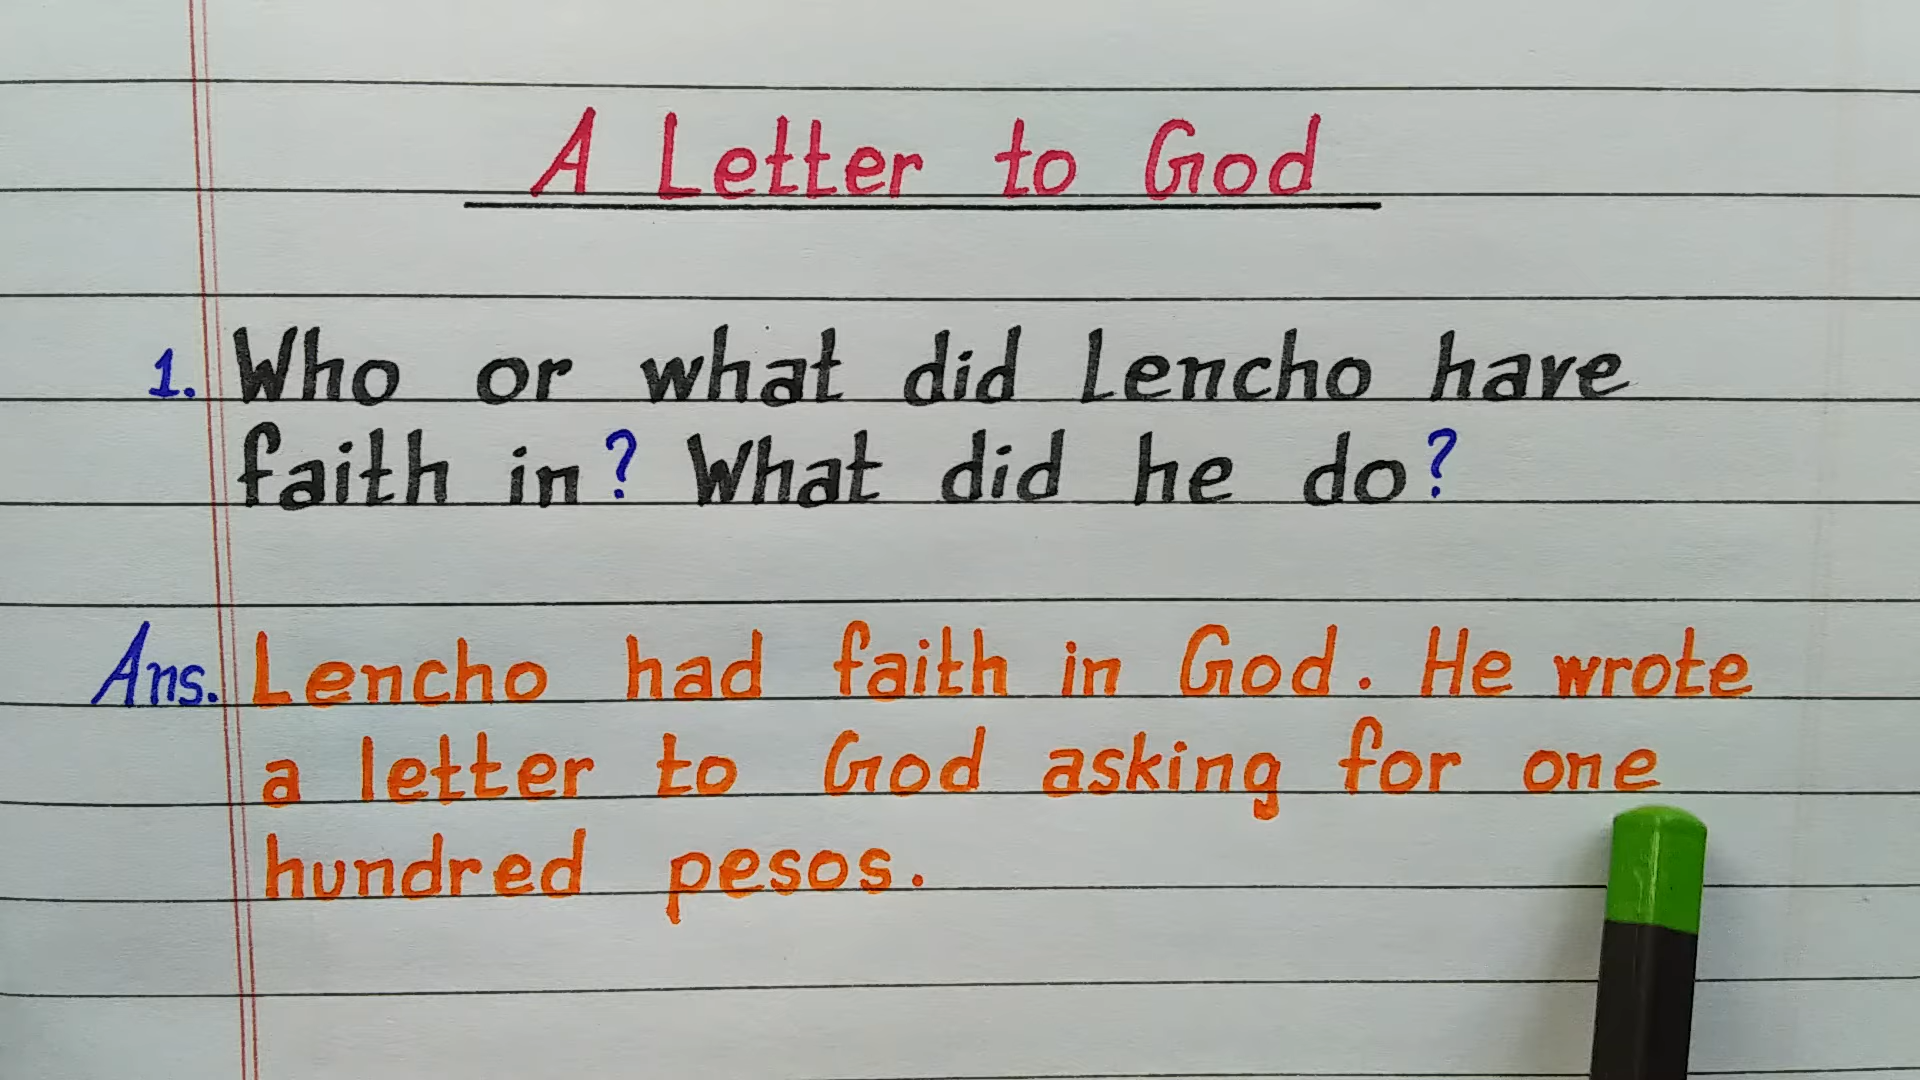 A Letter to God
1. Who or what did Lencho have
faith in? What did he do?
Ans. Lencho had faith in God. He wrote
a letter to God asking for one
hundred pesos.